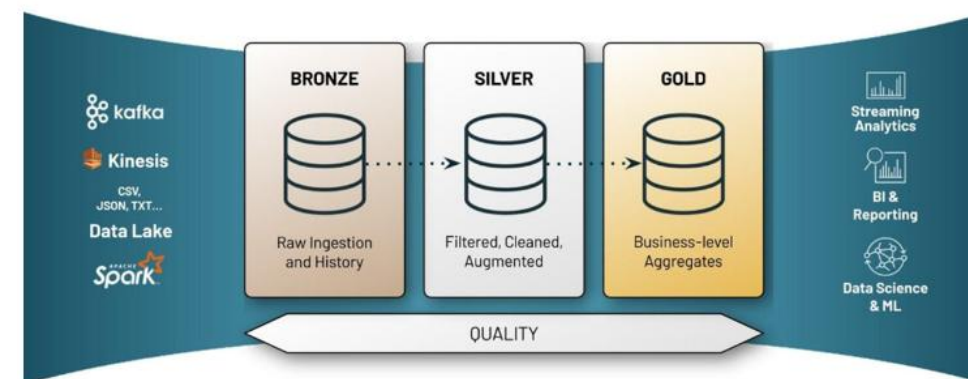 kafka
Kinesis
CSV,
JSON, TXT...
Data Lake
APACHE
Spark
BRONZE
Raw Ingestion
and History
SILVER
Filtered, Cleaned,
Augmented
GOLD
Business-level
Aggregates
QUALITY
Streaming
Analytics
BI &
Reporting
Data Science
& ML